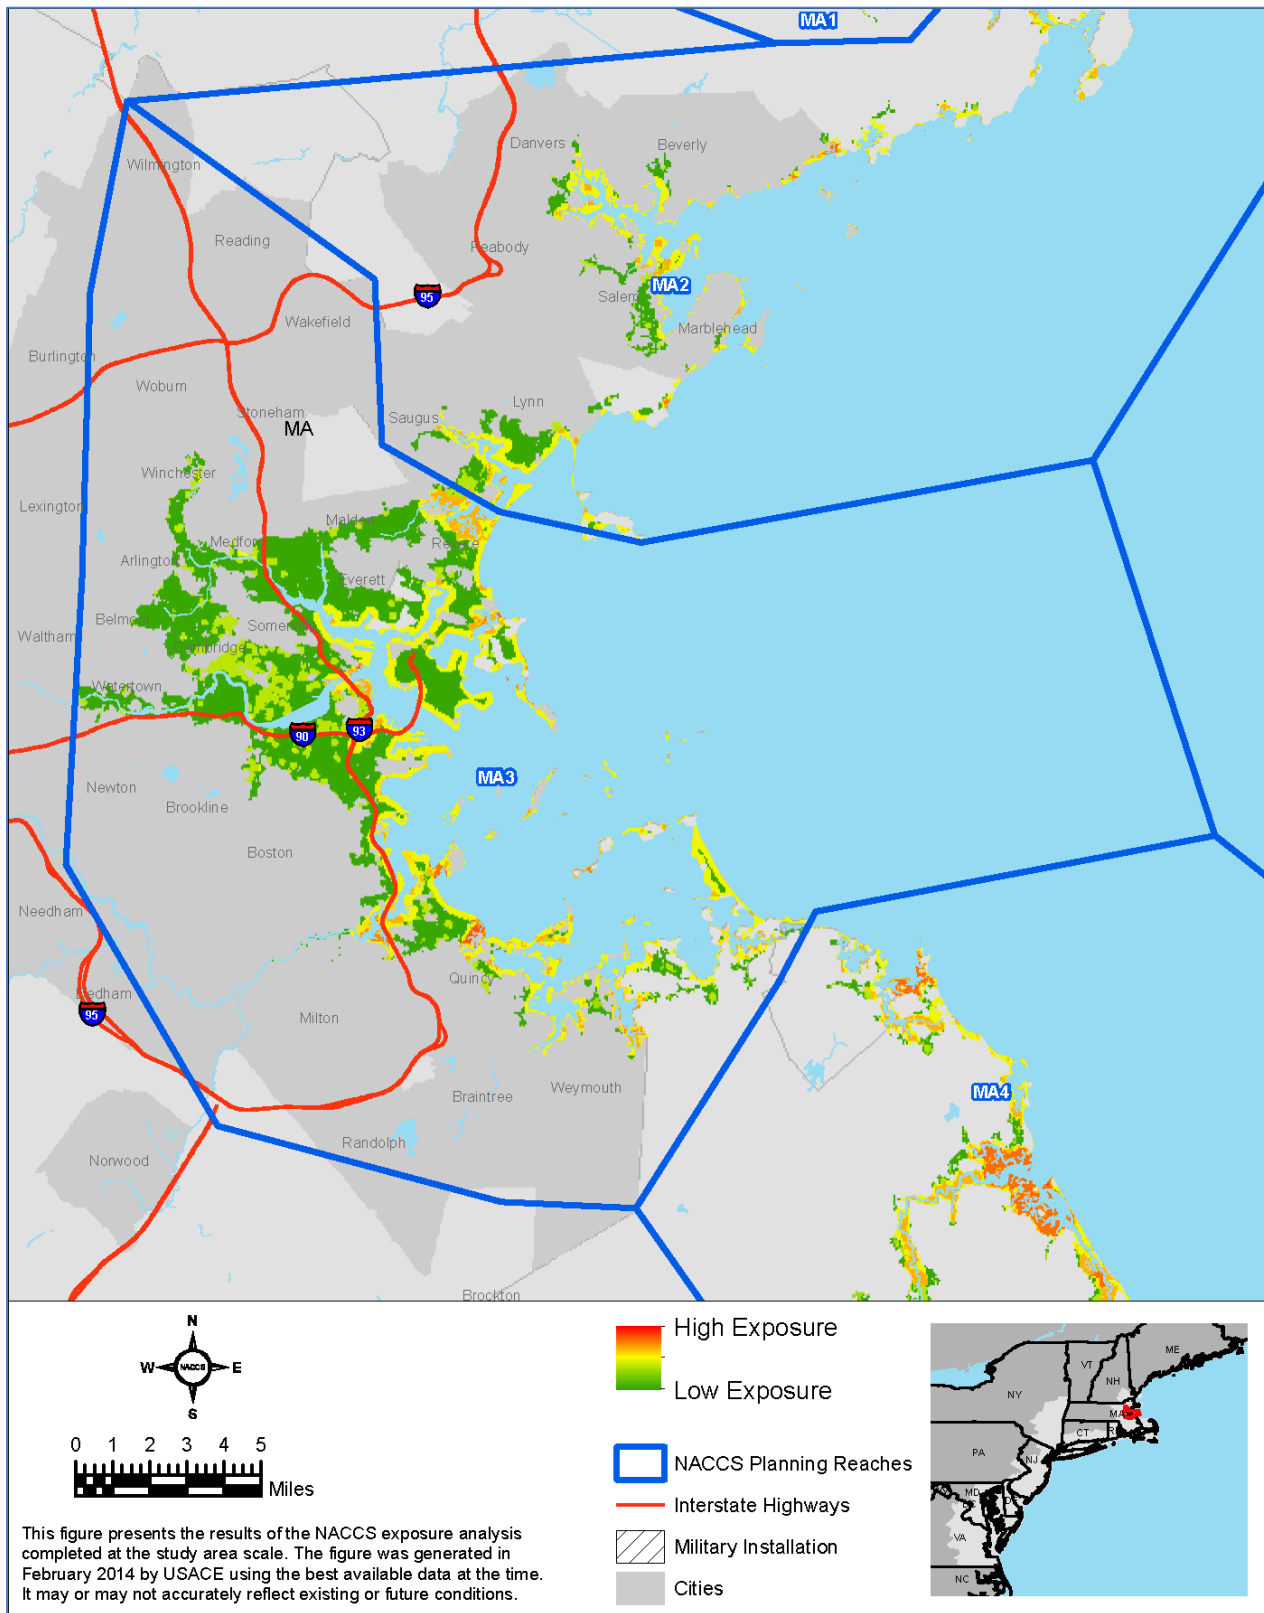 MA1
Wilmington
Danvers
Beverly
Reading
Peabody
95
MA2
Salem
Wakefield
Marblehead
Burlington
Woburn
Stoneham
Lynn
Saugus
MA
Winchester
Lexington
Malden
Medford
Revere
Arlington
Everett
Belmont
Somerville
Waltham
Cambridge
Watertown
90
93
MA3
Newton
Brookline
Boston
Needham
Quincy
Dedham
95
Milton
Weymouth
MA4
Braintree
Randolph
Norwood
Brockton
N
W
NACCS
E
S
0 1 2 3 4 5
Miles
High Exposure
Low Exposure
NACCS Planning Reaches
Interstate Highways
Military Installation
Cities
ME
VT
NH
NY
MA
CT
RI
PA
NJ
MD
DE
VA
NC
This figure presents the results of the NACCS exposure analysis
completed at the study area scale. The figure was generated in
February 2014 by USACE using the best available data at the time.
It may or may not accurately reflect existing or future conditions.